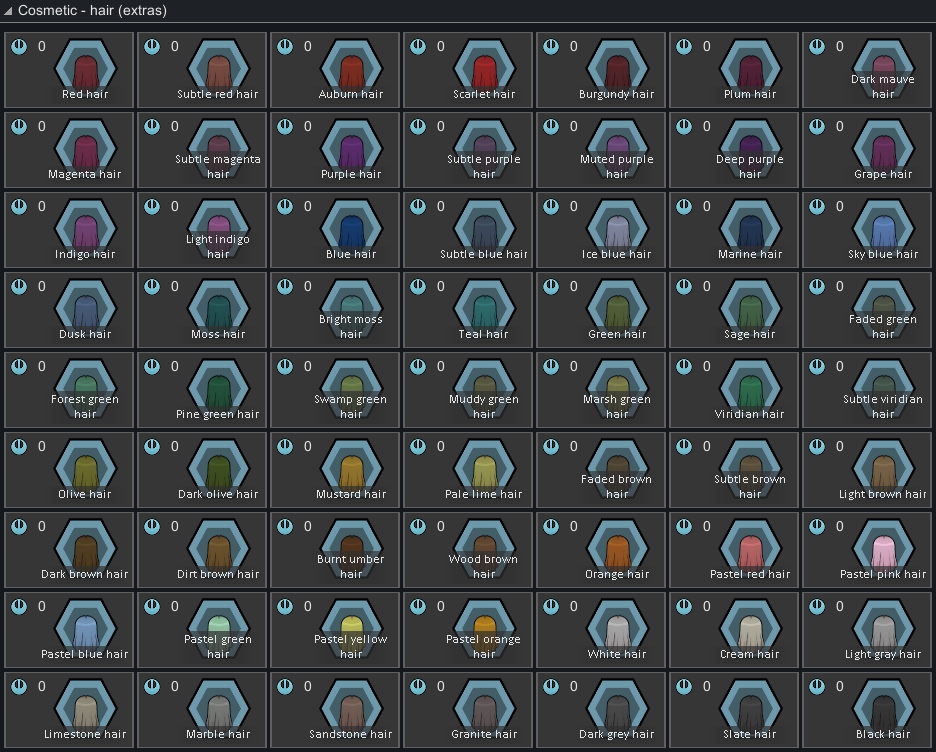 Cosmetic - hair (extras)
0 0 0 0 0 0 0
Red hair Subtle red hair Auburn hair Scarlet hair Burgundy hair Plum hair Dark mauve
hair
0 0 0 0 0 0 0
Magenta hair Subtle magenta
hair Purple hair Subtle purple
hair Muted purple
hair Deep purple
hair Grape hair
0 0 0 0 0 0 0
Indigo hair Light indigo
hair Blue hair Subtle blue hair Ice blue hair Marine hair Sky blue hair
0 0 0 0 0 0 0
Dusk hair Moss hair Bright moss
hair Teal hair Green hair Sage hair Faded green
hair
0 0 0 0 0 0 0
Forest green
hair Pine green hair Swamp green
hair Muddy green
hair Marsh green
hair Viridian hair Subtle viridian
hair
0 0 0 0 0 0 0
Olive hair Dark olive hair Mustard hair Pale lime hair Faded brown
hair Subtle brown
hair Light brown hair
0 0 0 0 0 0 0
Dark brown hair Dirt brown hair Burnt umber
hair Wood brown
hair Orange hair Pastel red hair Pastel pink hair
0 0 0 0 0 0 0
Pastel blue hair Pastel green
hair Pastel yellow
hair Pastel orange
hair White hair Cream hair Light gray hair
0 0 0 0 0 0 0
Limestone hair Marble hair Sandstone hair Granite hair Dark grey hair Slate hair Black hair